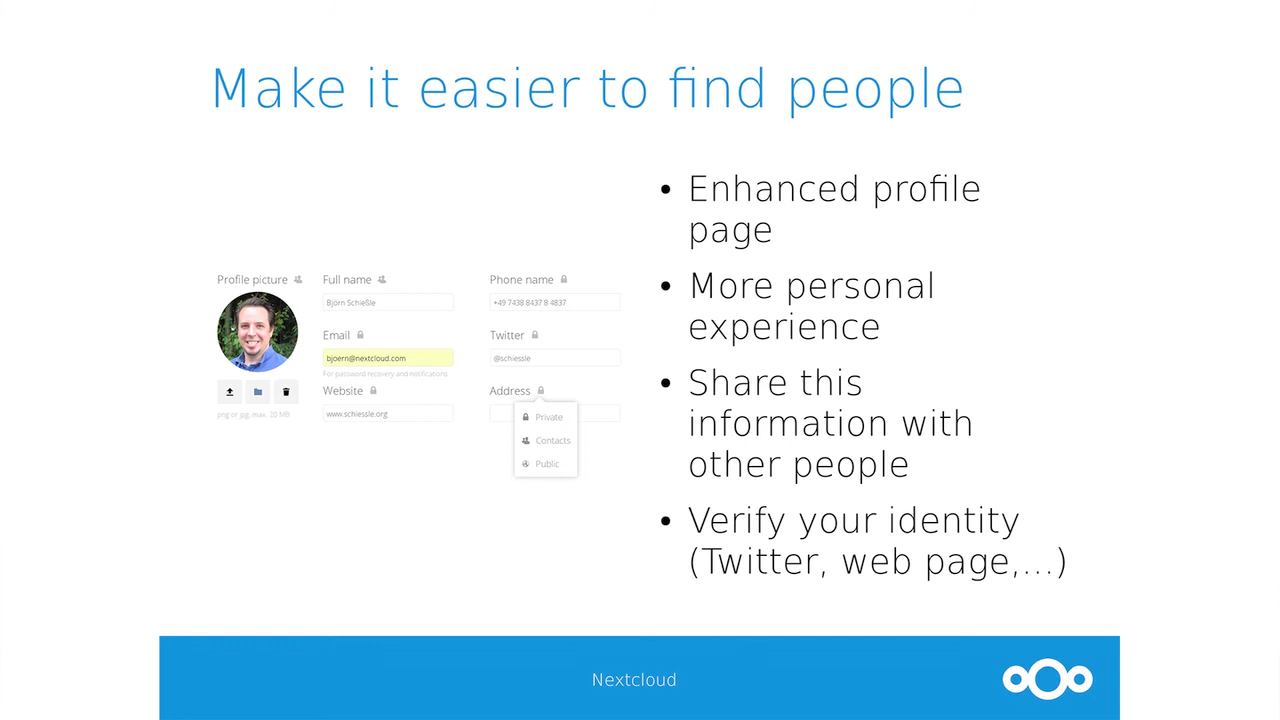 Make it easier to find people
Profile picture
Full name
Phone name
Björn Schießle
+49 7438 8437 8 4837
Email
Twitter
bjoern@nextcloud.com
@schiessle
For password recovery and notifications
Website
Address
png or jpg, max. 20 MB
www.schiessle.org
Private
Contacts
Public
• Enhanced profile
page
• More personal
experience
• Share this
information with
other people
• Verify your identity
(Twitter, web page,...)
Nextcloud